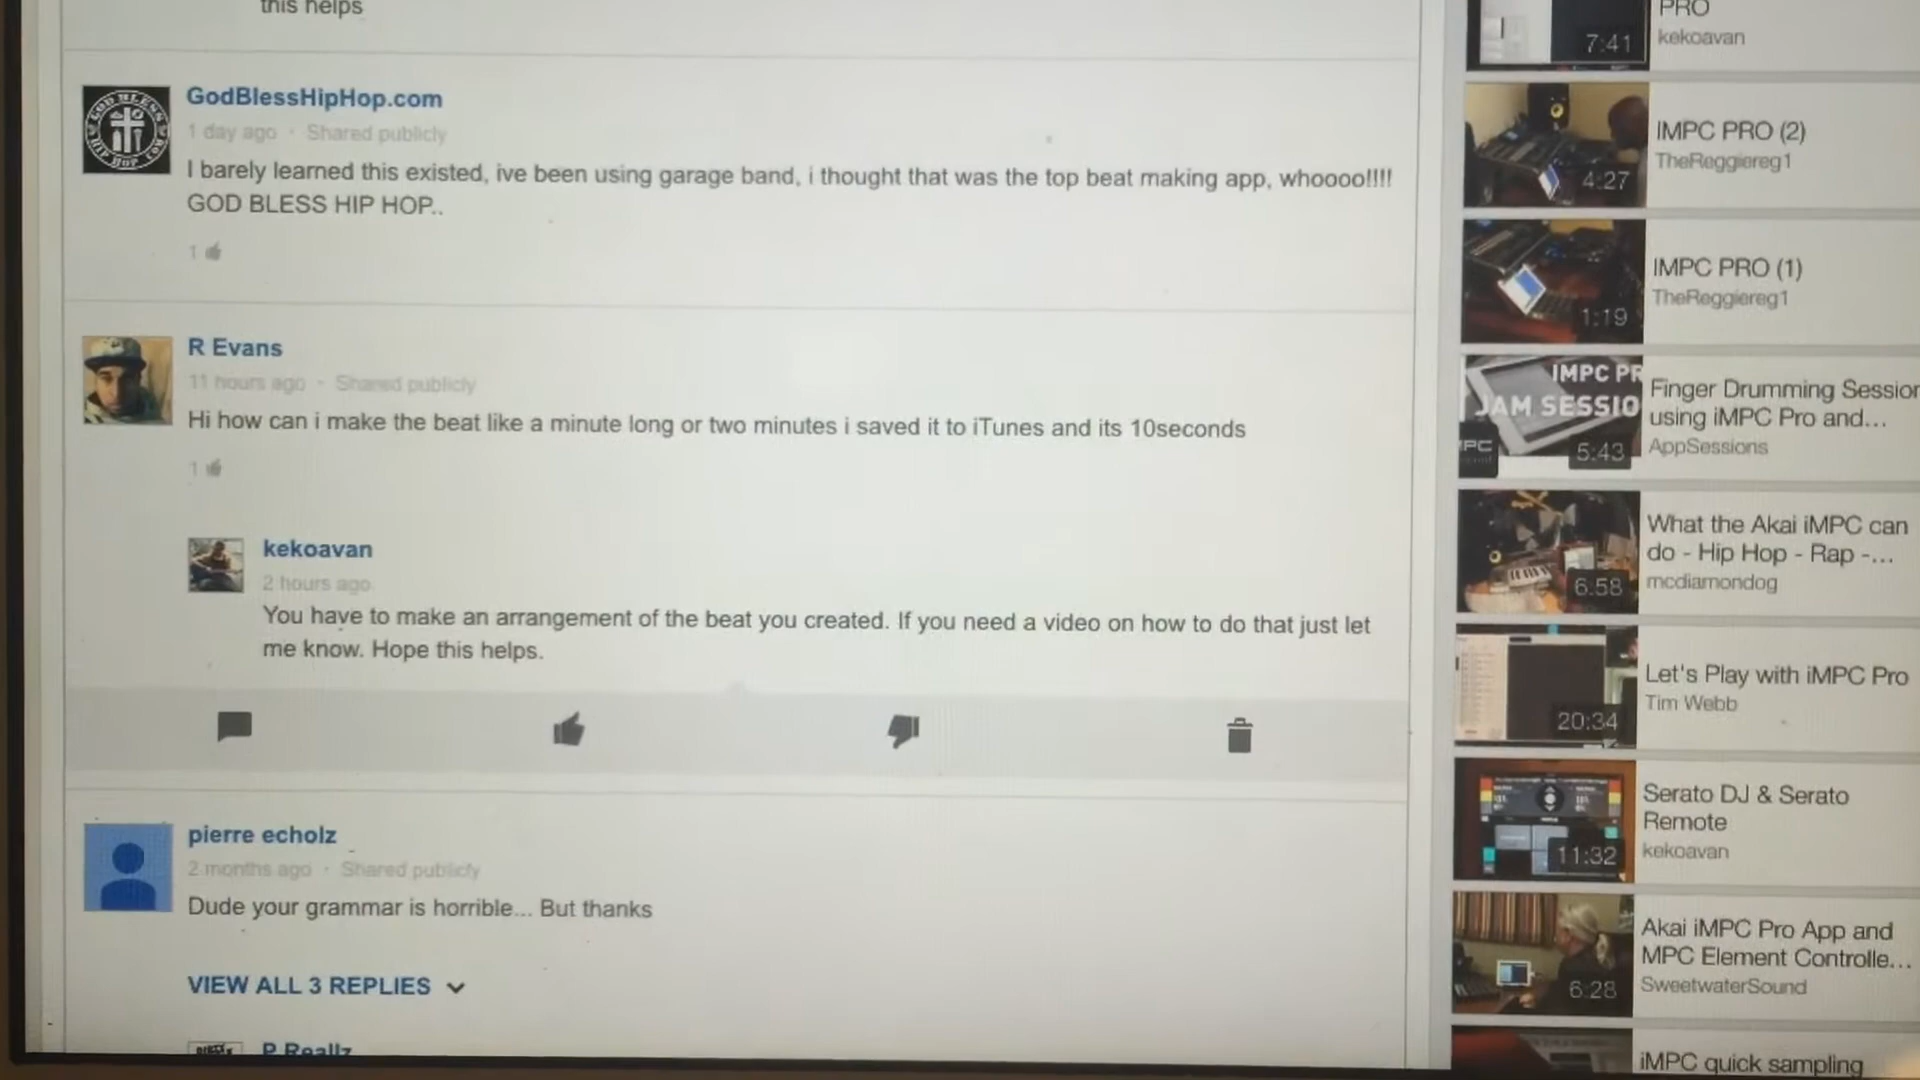 this helps
GodBlessHipHop.com
1 day ago · Shared publicly
I barely learned this existed, ive been using garage band, i thought that was the top beat making app, whoooo!!!!
GOD BLESS HIP HOP..
1
R Evans
11 hours ago · Shared publicly
Hi how can i make the beat like a minute long or two minutes i saved it to iTunes and its 10seconds
1
kekoavan
2 hours ago
You have to make an arrangement of the beat you created. If you need a video on how to do that just let
me know. Hope this helps.
pierre echolz
2 months ago · Shared publicly
Dude your grammar is horrible... But thanks
VIEW ALL 3 REPLIES
P Reallz
PRO
kekoavan
7:41
IMPC PRO (2)
TheReggiereg1
4:27
IMPC PRO (1)
TheReggiereg1
1:19
IMPC PR
JAM SESSIO
5:43
Finger Drumming Session
using iMPC Pro and...
AppSessions
What the Akai iMPC can
do - Hip Hop - Rap -...
mcdiamondog
6:58
Let's Play with iMPC Pro
Tim Webb
20:34
Serato DJ & Serato
Remote
kekoavan
11:32
Akai iMPC Pro App and
MPC Element Controlle...
SweetwaterSound
6:28
iMPC quick sampling